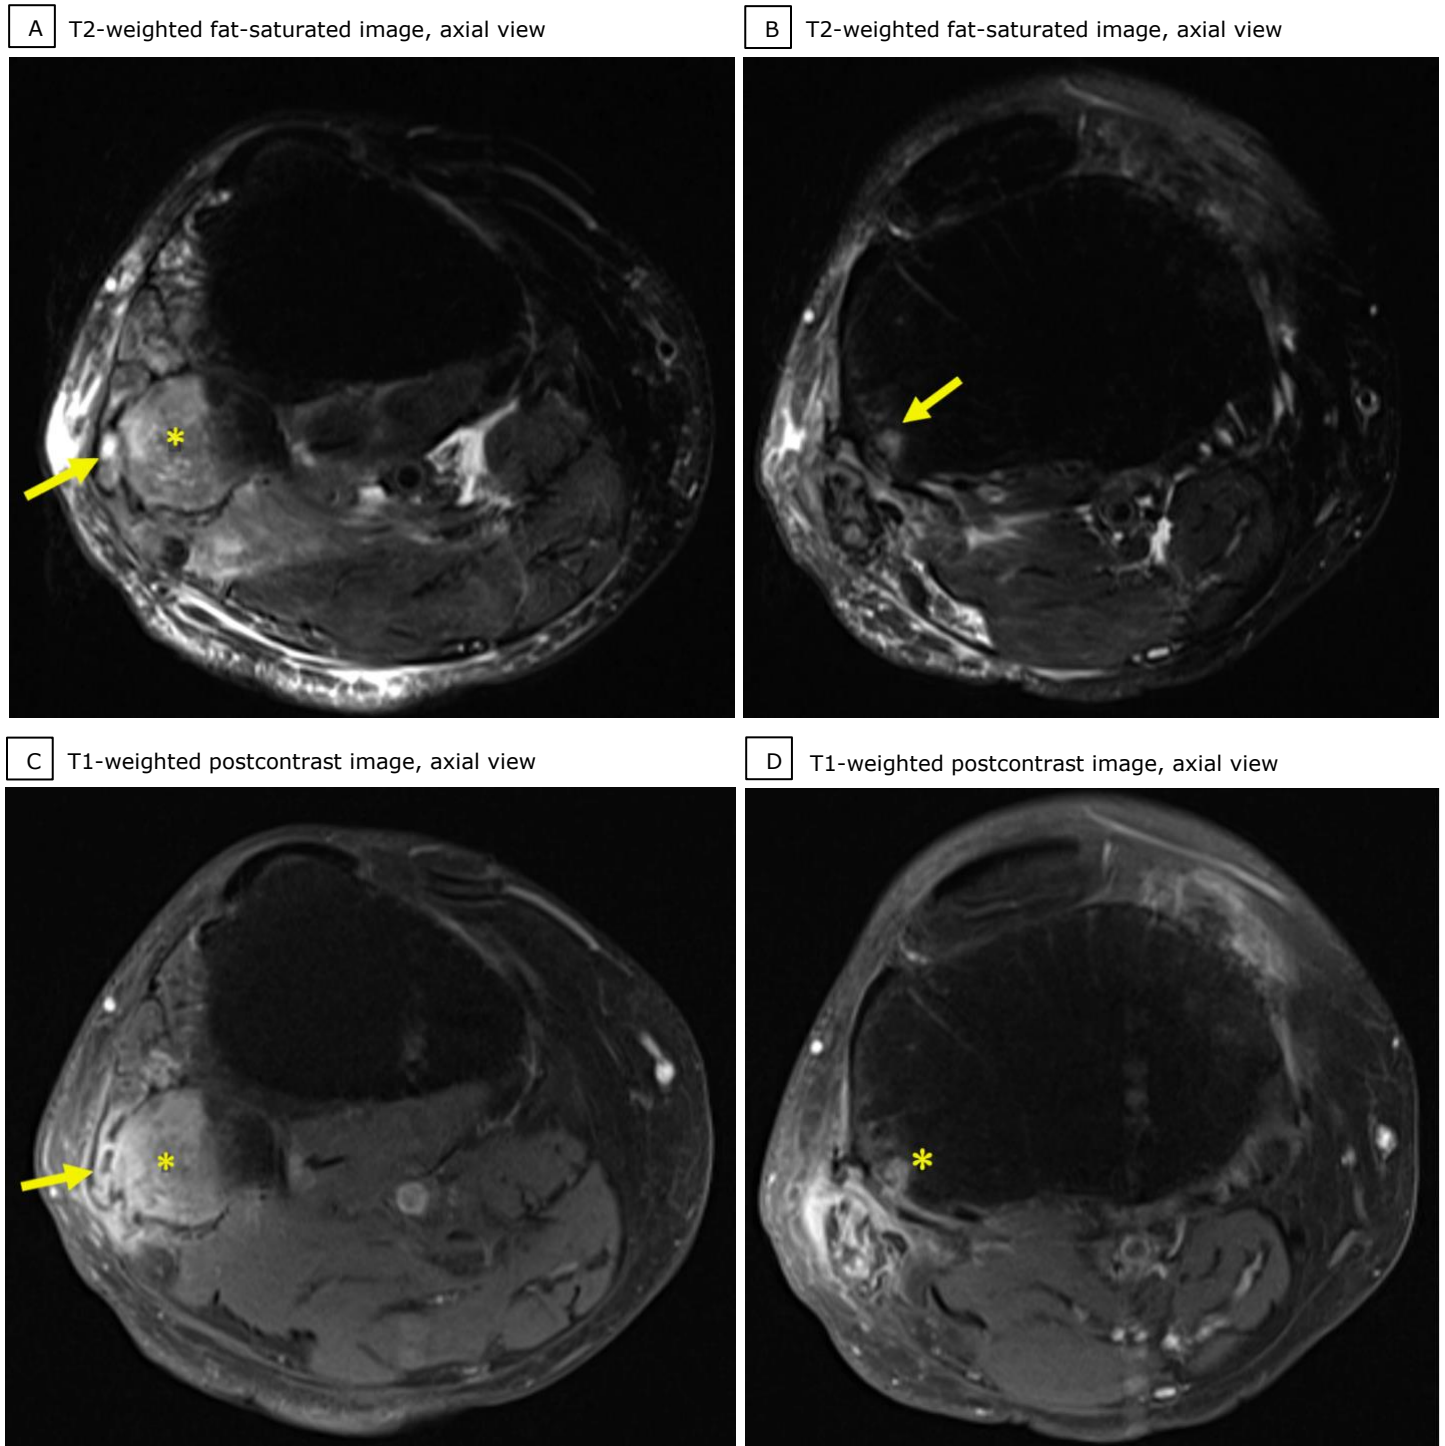 A T2-weighted fat-saturated image, axial view
B T2-weighted fat-saturated image, axial view
*
C T1-weighted postcontrast image, axial view
D T1-weighted postcontrast image, axial view
*
*